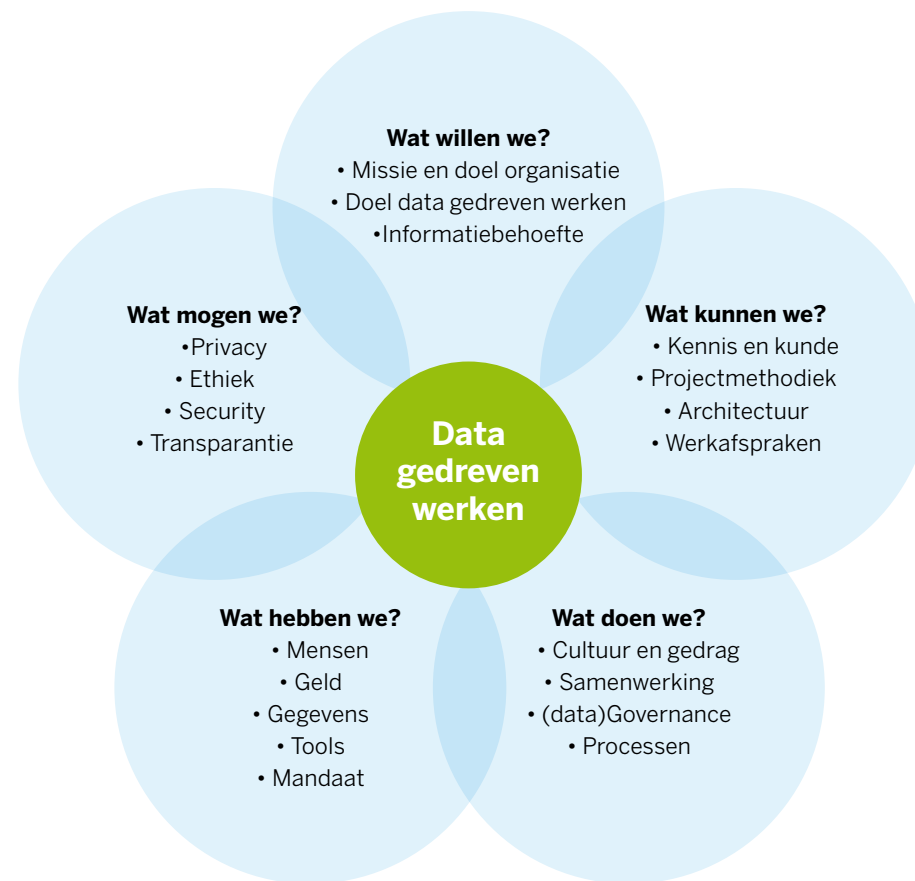 Wat willen we?
• Missie en doel organisatie
• Doel data gedreven werken
•Informatiebehoefte
Wat mogen we?
•Privacy
• Ethiek
• Security
• Transparantie
Wat kunnen we?
• Kennis en kunde
• Projectmethodiek
• Architectuur
• Werkafspraken
Data
gedreven
werken
Wat hebben we?
• Mensen
• Geld
• Gegevens
• Tools
• Mandaat
Wat doen we?
• Cultuur en gedrag
• Samenwerking
• (data)Governance
• Processen